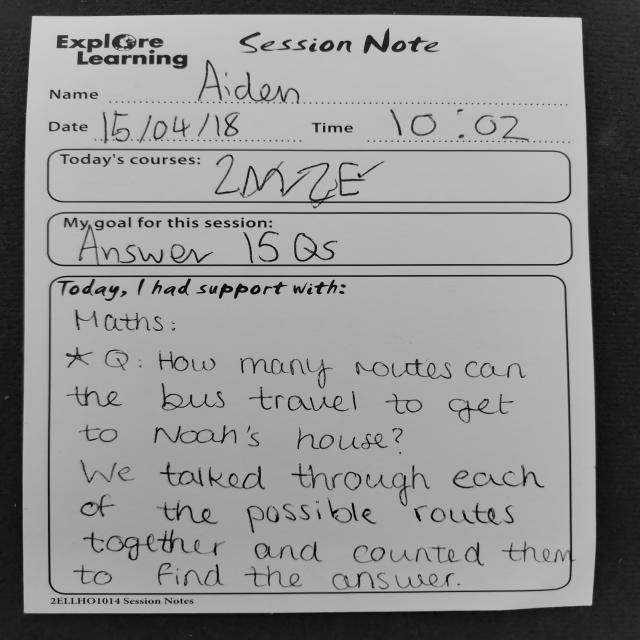 Explore Learning
Session Note
Name Aiden
Date 15/04/18 Time 10:02
Today's courses: 2M/2E
My goal for this session:
Answer 15 Qs
Today, I had support with:
Maths:
* Q: How many routes can
the bus travel to get
to Noah's house?
We talked through each
of the possible routes
together and counted them
to find the answer.
2ELLHO1014 Session Notes